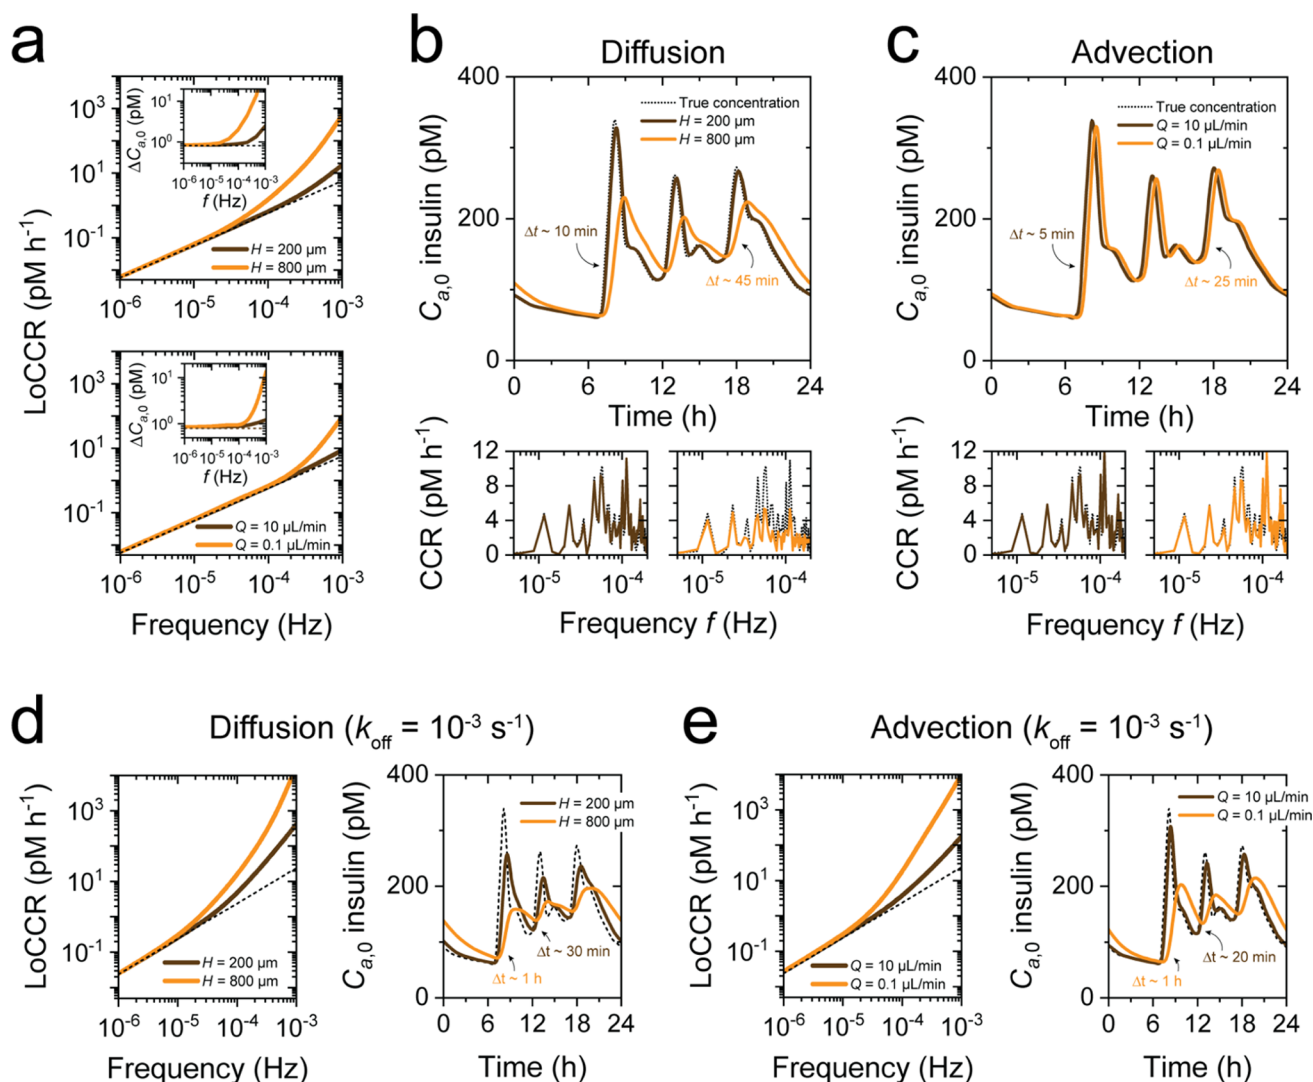 a
LoCCR (pM h⁻¹)
10³
10¹
10⁻¹
ΔCₐ,₀ (pM)
10¹
10⁰
10⁻⁶ 10⁻⁵ 10⁻⁴ 10⁻³
f (Hz)
H = 200 µm
H = 800 µm
10⁻⁶ 10⁻⁵ 10⁻⁴ 10⁻³
10³
10¹
10⁻¹
ΔCₐ,₀ (pM)
10¹
10⁰
10⁻⁶ 10⁻⁵ 10⁻⁴ 10⁻³
f (Hz)
Q = 10 µL/min
Q = 0.1 µL/min
10⁻⁶ 10⁻⁵ 10⁻⁴ 10⁻³
Frequency (Hz)
b
Diffusion
Cₐ,₀ insulin (pM)
400
200
0
True concentration
H = 200 µm
H = 800 µm
Δt ~ 10 min
Δt ~ 45 min
0 6 12 18 24
Time (h)
CCR (pM h⁻¹)
12
8
4
0
10⁻⁵ 10⁻⁴
10⁻⁵ 10⁻⁴
Frequency f (Hz)
c
Advection
Cₐ,₀ insulin (pM)
400
200
0
True concentration
Q = 10 µL/min
Q = 0.1 µL/min
Δt ~ 5 min
Δt ~ 25 min
0 6 12 18 24
Time (h)
CCR (pM h⁻¹)
12
8
4
0
10⁻⁵ 10⁻⁴
10⁻⁵ 10⁻⁴
Frequency f (Hz)
d
Diffusion (k_off = 10⁻³ s⁻¹)
LoCCR (pM h⁻¹)
10³
10¹
10⁻¹
H = 200 µm
H = 800 µm
10⁻⁶ 10⁻⁵ 10⁻⁴ 10⁻³
Frequency (Hz)
Cₐ,₀ insulin (pM)
400
200
0
H = 200 µm
H = 800 µm
Δt ~ 30 min
Δt ~ 1 h
0 6 12 18 24
Time (h)
e
Advection (k_off = 10⁻³ s⁻¹)
LoCCR (pM h⁻¹)
10³
10¹
10⁻¹
Q = 10 µL/min
Q = 0.1 µL/min
10⁻⁶ 10⁻⁵ 10⁻⁴ 10⁻³
Frequency (Hz)
Cₐ,₀ insulin (pM)
400
200
0
Q = 10 µL/min
Q = 0.1 µL/min
Δt ~ 20 min
Δt ~ 1 h
0 6 12 18 24
Time (h)